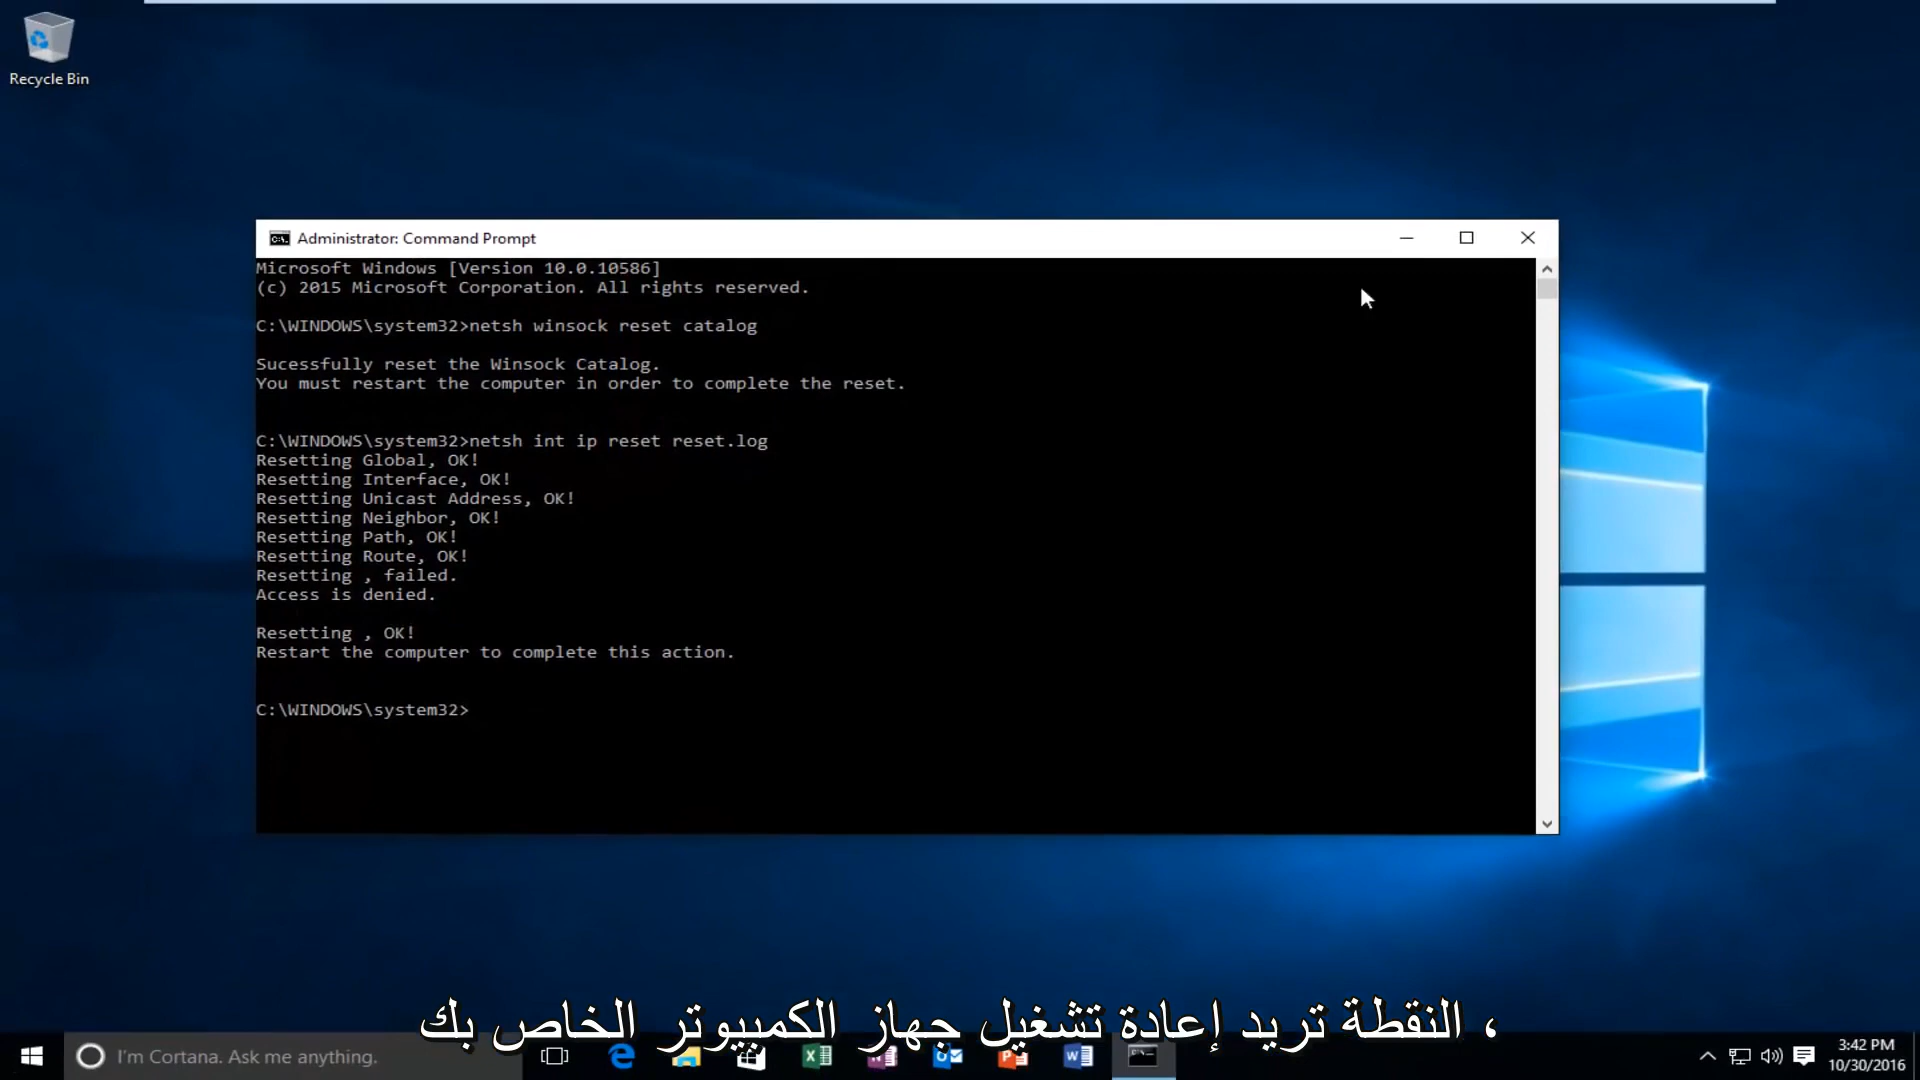 Recycle Bin
Administrator: Command Prompt
Microsoft Windows [Version 10.0.10586]
(c) 2015 Microsoft Corporation. All rights reserved.
C:\WINDOWS\system32>netsh winsock reset catalog
Sucessfully reset the Winsock Catalog.
You must restart the computer in order to complete the reset.
C:\WINDOWS\system32>netsh int ip reset reset.log
Resetting Global, OK!
Resetting Interface, OK!
Resetting Unicast Address, OK!
Resetting Neighbor, OK!
Resetting Path, OK!
Resetting Route, OK!
Resetting , failed.
Access is denied.
Resetting , OK!
Restart the computer to complete this action.
C:\WINDOWS\system32>
، النقطة تريد إعادة تشغيل جهاز الكمبيوتر الخاص بك
I'm Cortana. Ask me anything.
3:42 PM
10/30/2016